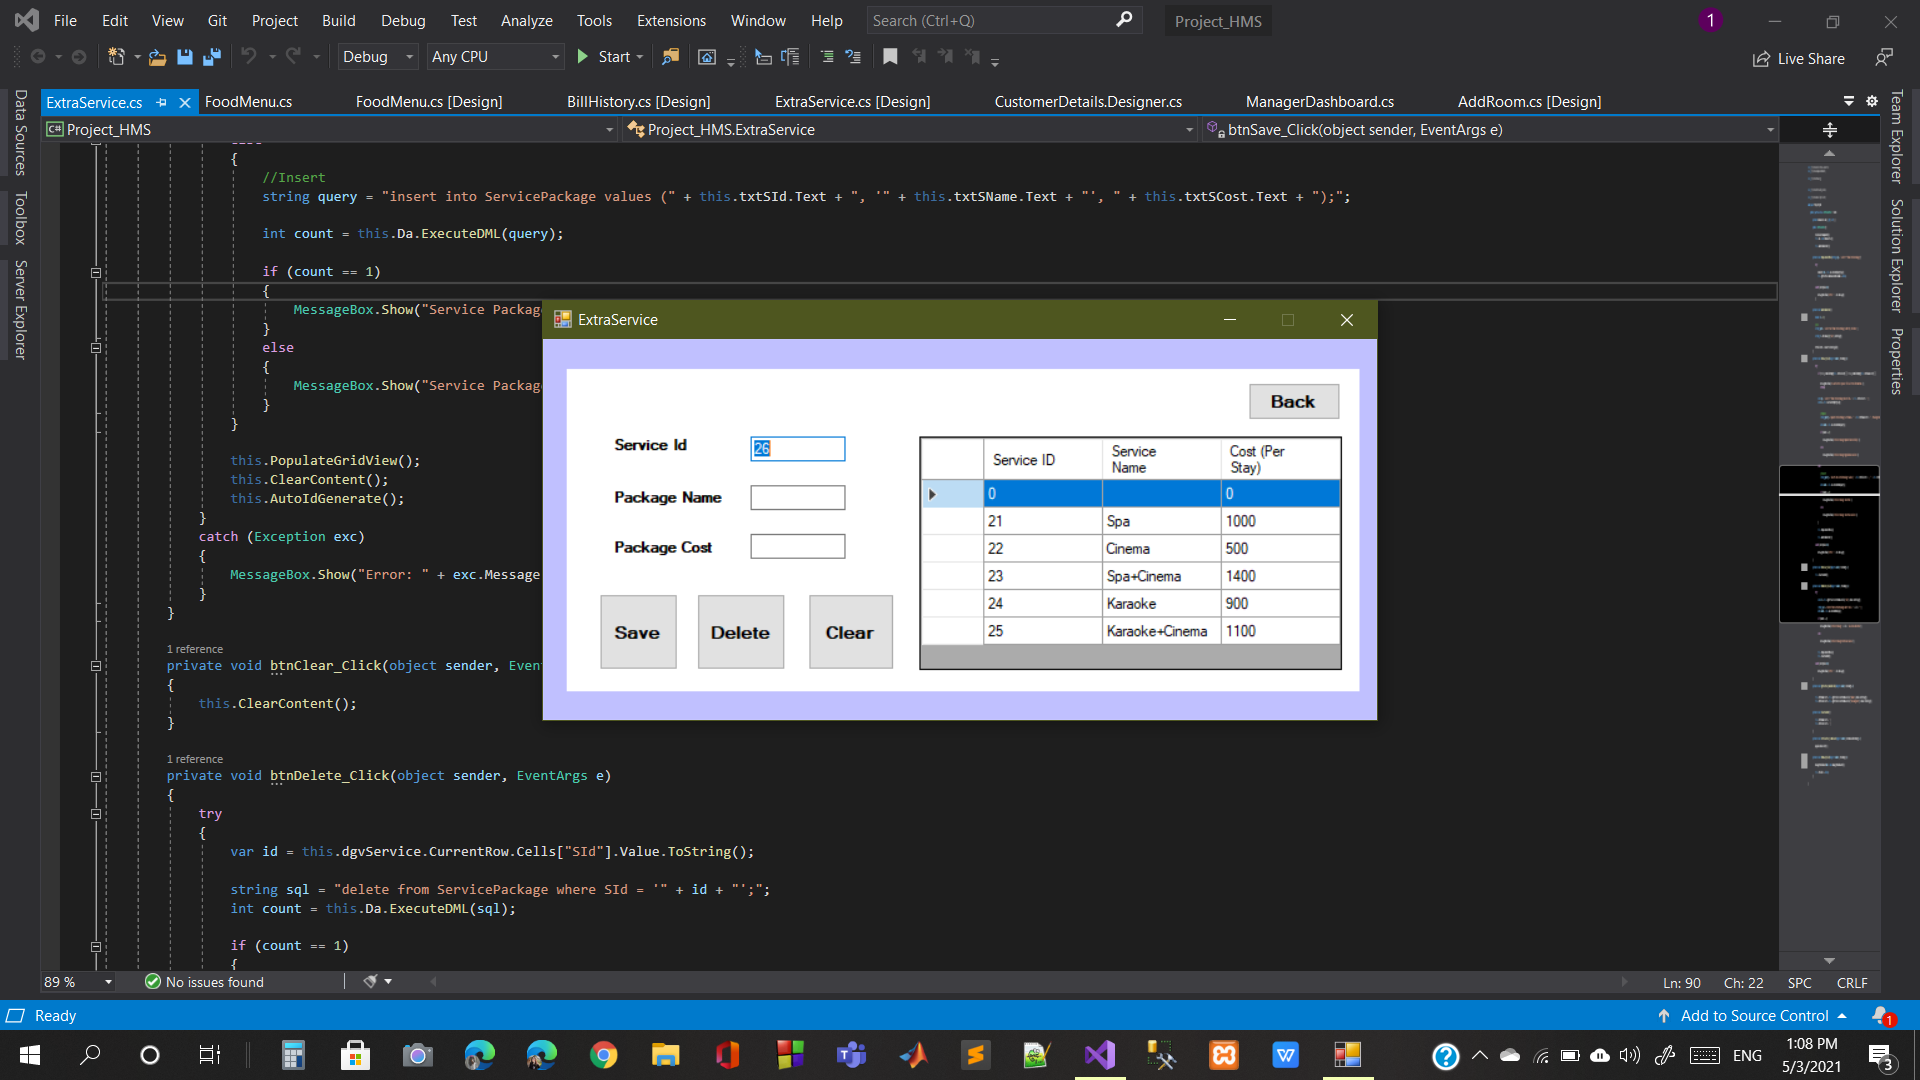 File Edit View Git Project Build Debug Test Analyze Tools Extensions Window Help Search (Ctrl+Q) Project_HMS 1
Debug Any CPU Start Live Share
ExtraService.cs FoodMenu.cs FoodMenu.cs [Design] BillHistory.cs [Design] ExtraService.cs [Design] CustomerDetails.Designer.cs ManagerDashboard.cs AddRoom.cs [Design]
C# Project_HMS Project_HMS.ExtraService btnSave_Click(object sender, EventArgs e)
Data Sources
Toolbox
Server Explorer
{
//Insert
string query = "insert into ServicePackage values (" + this.txtSId.Text + ", '" + this.txtSName.Text + "', " + this.txtSCost.Text + ");";
int count = this.Da.ExecuteDML(query);
if (count == 1)
{
MessageBox.Show("Service Package
}
else
{
MessageBox.Show("Service Package
}
}
this.PopulateGridView();
this.ClearContent();
this.AutoIdGenerate();
}
catch (Exception exc)
{
MessageBox.Show("Error: " + exc.Message
}
}
1 reference
private void btnClear_Click(object sender, Even
{
this.ClearContent();
}
1 reference
private void btnDelete_Click(object sender, EventArgs e)
{
try
{
var id = this.dgvService.CurrentRow.Cells["SId"].Value.ToString();
string sql = "delete from ServicePackage where SId = '" + id + "';";
int count = this.Da.ExecuteDML(sql);
if (count == 1)
{
ExtraService
Back
Service Id 26
Package Name
Package Cost
Save Delete Clear
Service ID Service Name Cost (Per Stay)
0 0
21 Spa 1000
22 Cinema 500
23 Spa+Cinema 1400
24 Karaoke 900
25 Karaoke+Cinema 1100
Team Explorer
Solution Explorer
Properties
89 % No issues found Ln: 90 Ch: 22 SPC CRLF
Ready Add to Source Control 1
ENG 1:08 PM
5/3/2021 3